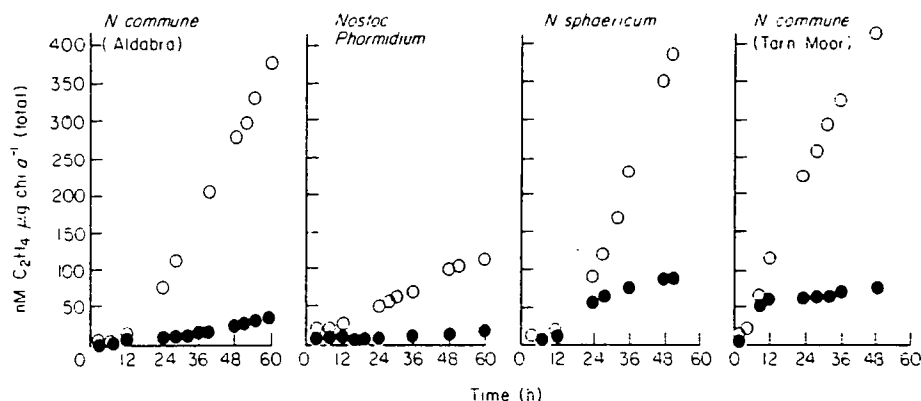 N commune
(Aldabra)
Nostoc
Phormidium
N sphaericum
N commune
(Tarn Moor)
nM C₂H₄ μg chl a⁻¹ (total)
400
350
300
250
200
150
100
50
0
0 12 24 36 48 60
0 12 24 36 48 60
0 12 24 36 48 60
0 12 24 36 48 60
Time (h)